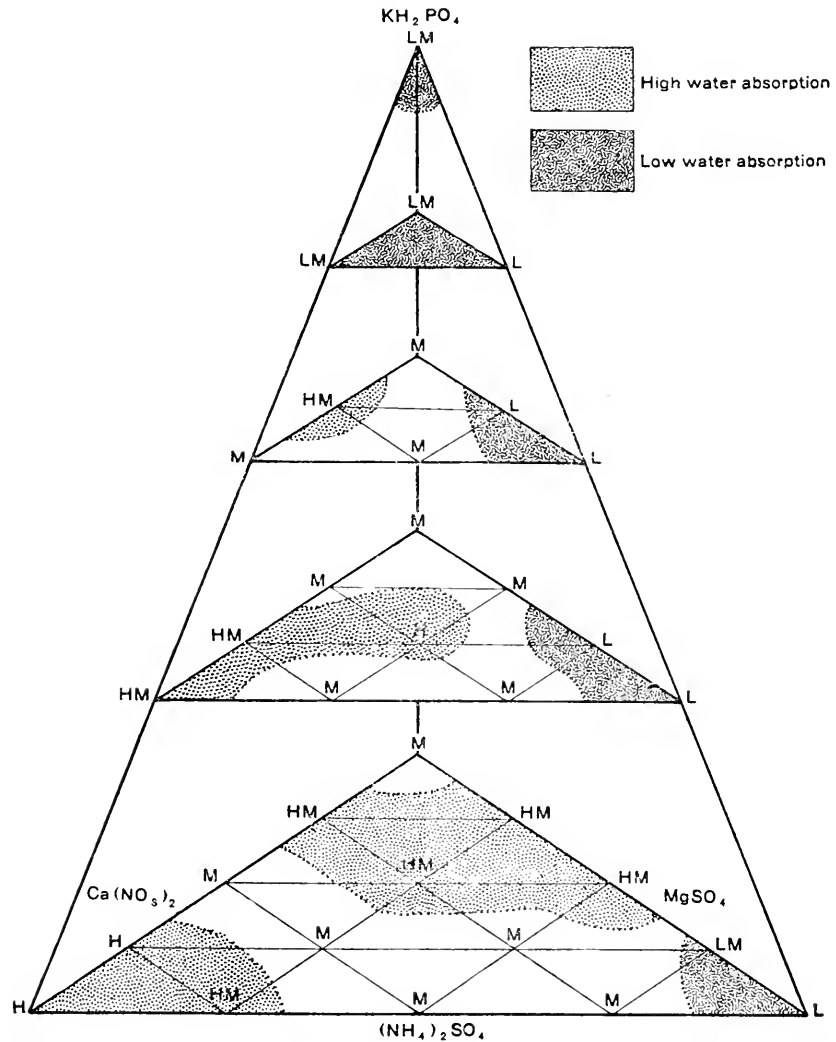 KH₂PO₄
LM
High water absorption
Low water absorption
LM
LM L
M
HM L
M
M L
M
M M
HM H L
M M
HM L
M
HM HM
HM
M HM
Ca(NO₃)₂ MgSO₄
H M M LM
HM M M
H L
(NH₄)₂SO₄